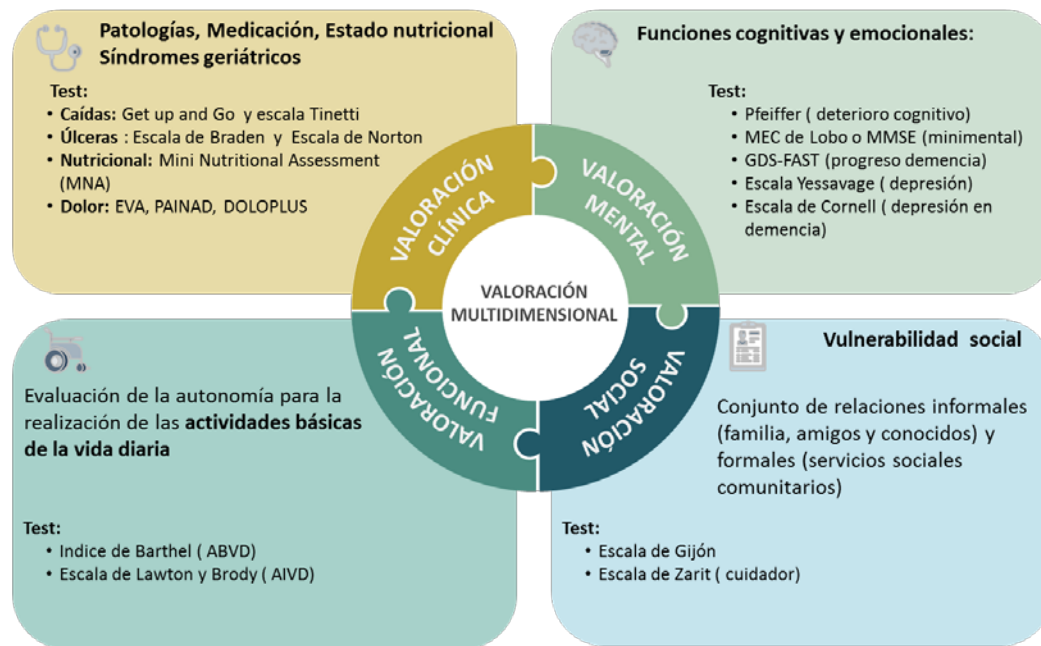 Patologías, Medicación, Estado nutricional
Síndromes geriátricos
Test:
• Caídas: Get up and Go y escala Tinetti
• Úlceras : Escala de Braden y Escala de Norton
• Nutricional: Mini Nutritional Assessment
(MNA)
• Dolor: EVA, PAINAD, DOLOPLUS
Funciones cognitivas y emocionales:
Test:
• Pfeiffer ( deterioro cognitivo)
• MEC de Lobo o MMSE (minimental)
• GDS-FAST (progreso demencia)
• Escala Yessavage ( depresión)
• Escala de Cornell ( depresión en
demencia)
VALORACIÓN
CLÍNICA
VALORACIÓN
MENTAL
VALORACIÓN
MULTIDIMENSIONAL
VALORACIÓN
FUNCIONAL
VALORACIÓN
SOCIAL
Evaluación de la autonomía para la
realización de las actividades básicas
de la vida diaria
Test:
• Indice de Barthel ( ABVD)
• Escala de Lawton y Brody ( AIVD)
Vulnerabilidad social
Conjunto de relaciones informales
(familia, amigos y conocidos) y
formales (servicios sociales
comunitarios)
Test:
• Escala de Gijón
• Escala de Zarit ( cuidador)